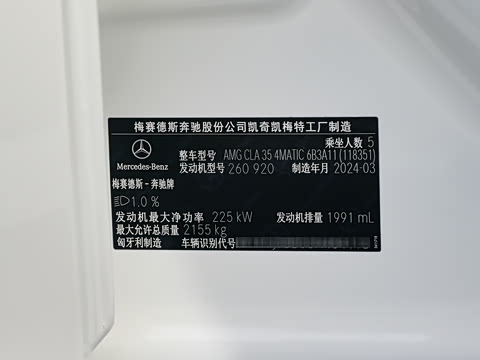 梅赛德斯奔驰股份公司凯奇凯梅特工厂制造
乘坐人数 5
Mercedes-Benz
整车型号 AMG CLA 35 4MATIC 6B3A11 (118351)
发动机型号 260 920 制造年月 2024-03
梅赛德斯-奔驰牌
1.0 %
发动机最大净功率 225 kW 发动机排量 1991 mL
最大允许总质量 2155 kg
匈牙利制造 车辆识别代号